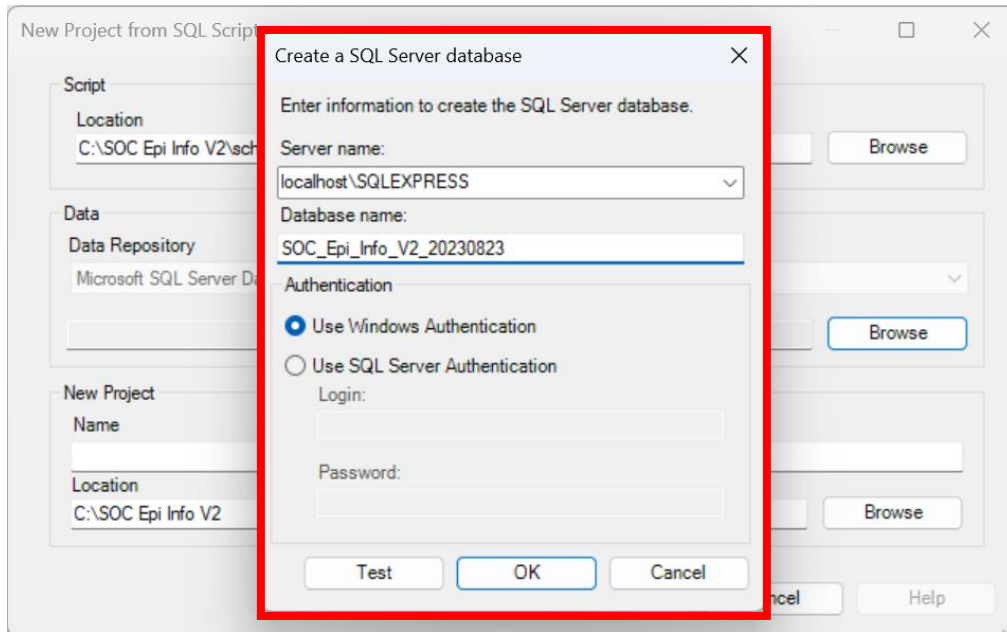 New Project from SQL Script
Create a SQL Server database
Enter information to create the SQL Server database.
Server name:
localhost\SQLEXPRESS
Database name:
SOC_Epi_Info_V2_20230823
Authentication
Use Windows Authentication
Use SQL Server Authentication
Login:
Password:
Test
OK
Cancel
Script
Location
C:\SOC Epi Info V2\sch
Browse
Data
Data Repository
Microsoft SQL Server Da
Browse
New Project
Name
Location
C:\SOC Epi Info V2
Browse
ncel
Help